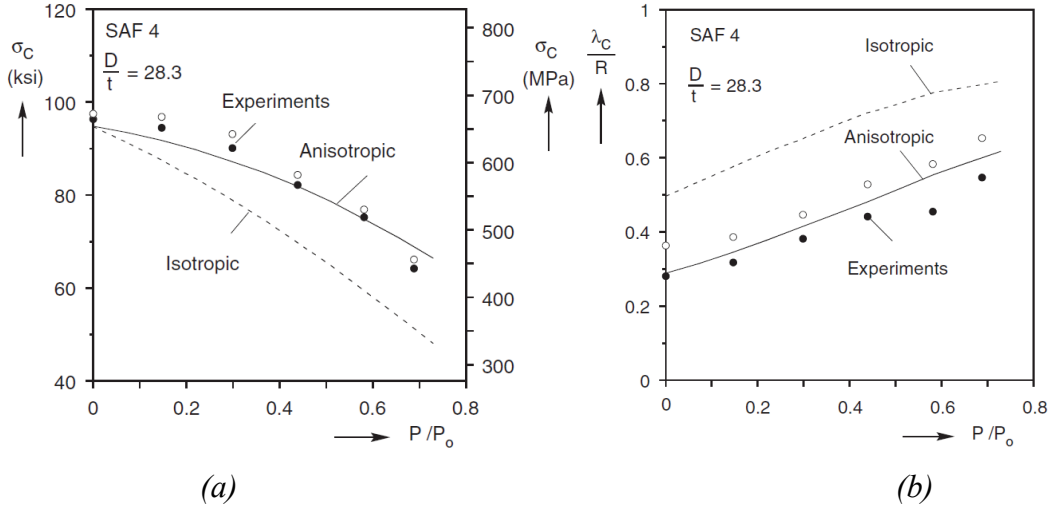 120
σC
(ksi)
100
80
60
40
SAF 4
D/t = 28.3
Experiments
Anisotropic
Isotropic
800
700
600
500
400
300
σC
(MPa)
0 0.2 0.4 0.6 0.8
P/Po
(a)
1
λC/R
0.8
0.6
0.4
0.2
0
SAF 4
D/t = 28.3
Isotropic
Anisotropic
Experiments
0 0.2 0.4 0.6 0.8
P/Po
(b)